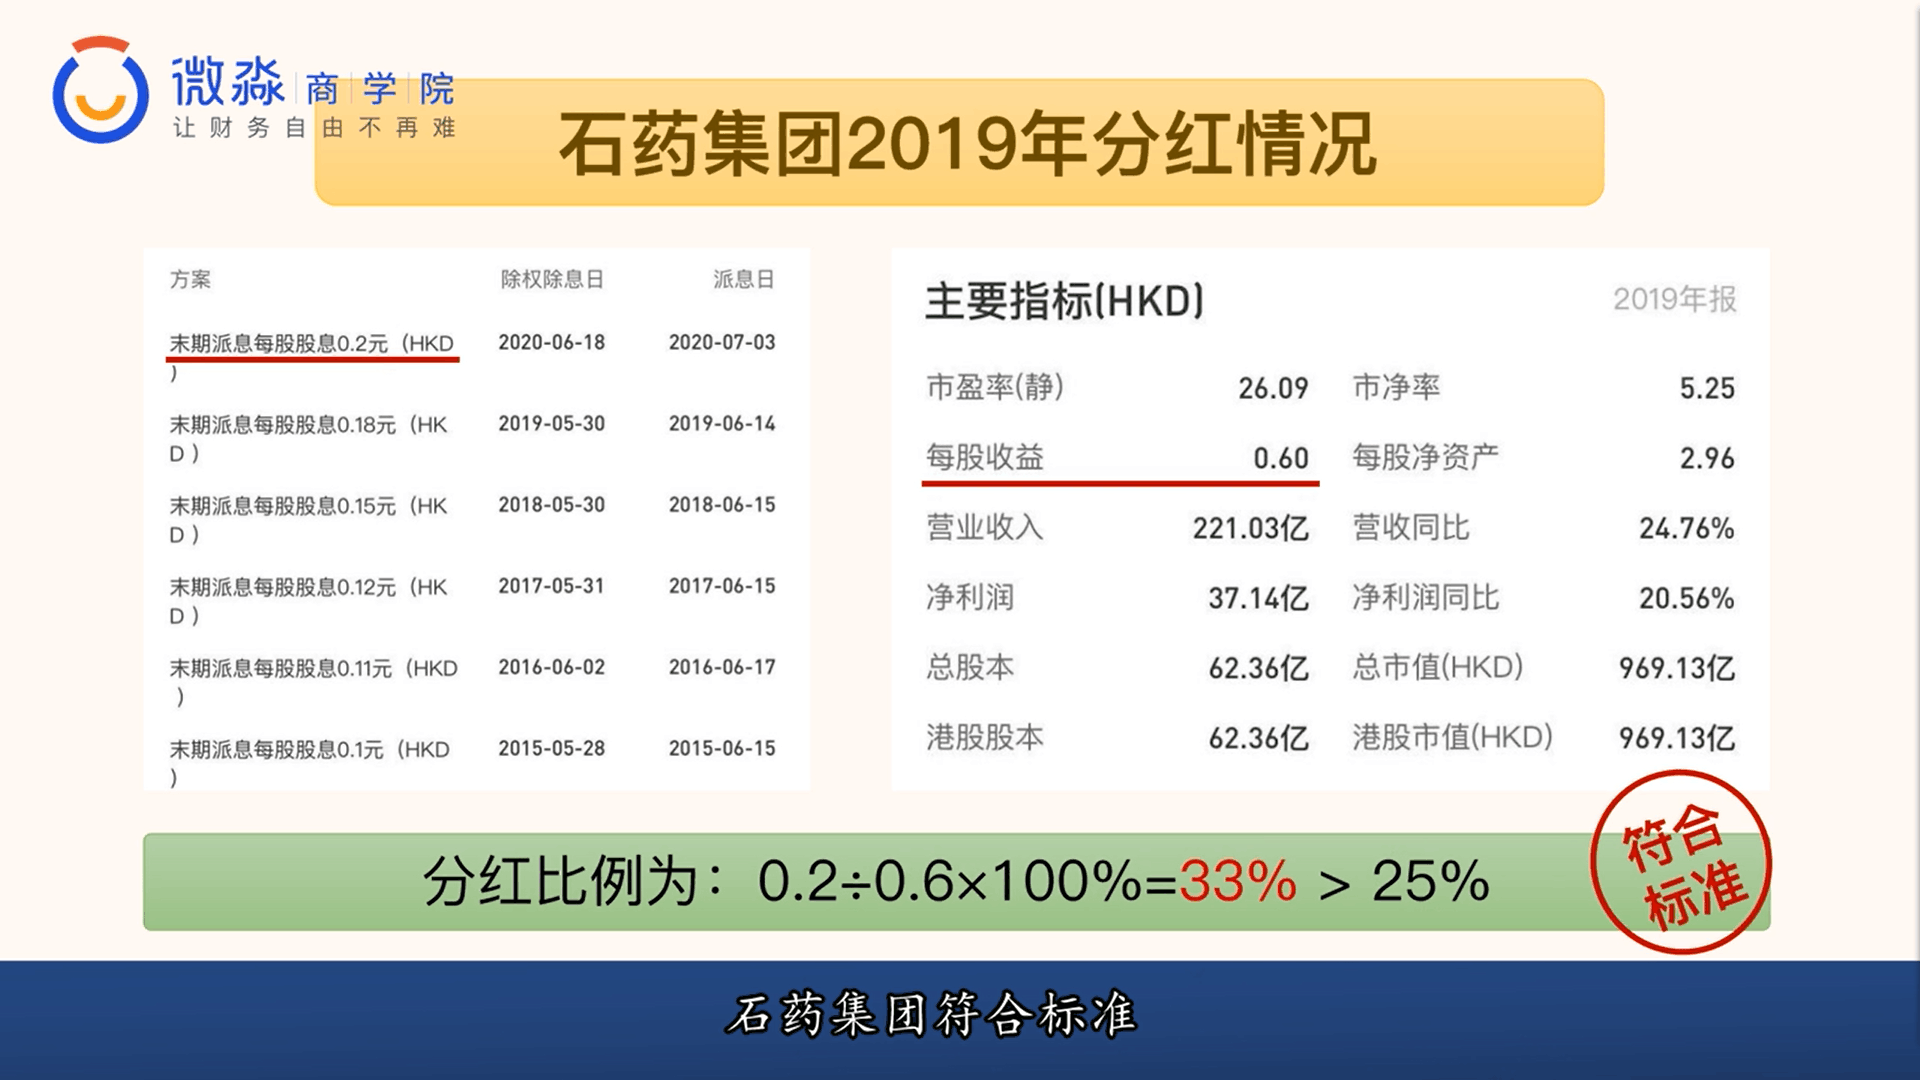 微淼 商 学 院
让财务自由不再难
石药集团2019年分红情况
方案 除权除息日 派息日
末期派息每股股息0.2元（HKD 2020-06-18 2020-07-03
）
末期派息每股股息0.18元（HK 2019-05-30 2019-06-14
D）
末期派息每股股息0.15元（HK 2018-05-30 2018-06-15
D）
末期派息每股股息0.12元（HK 2017-05-31 2017-06-15
D）
末期派息每股股息0.11元（HKD 2016-06-02 2016-06-17
）
末期派息每股股息0.1元（HKD 2015-05-28 2015-06-15
）
主要指标(HKD) 2019年报
市盈率(静) 26.09 市净率 5.25
每股收益 0.60 每股净资产 2.96
营业收入 221.03亿 营收同比 24.76%
净利润 37.14亿 净利润同比 20.56%
总股本 62.36亿 总市值(HKD) 969.13亿
港股股本 62.36亿 港股市值(HKD) 969.13亿
分红比例为：0.2÷0.6×100%=33% > 25%
符合
标准
石药集团符合标准